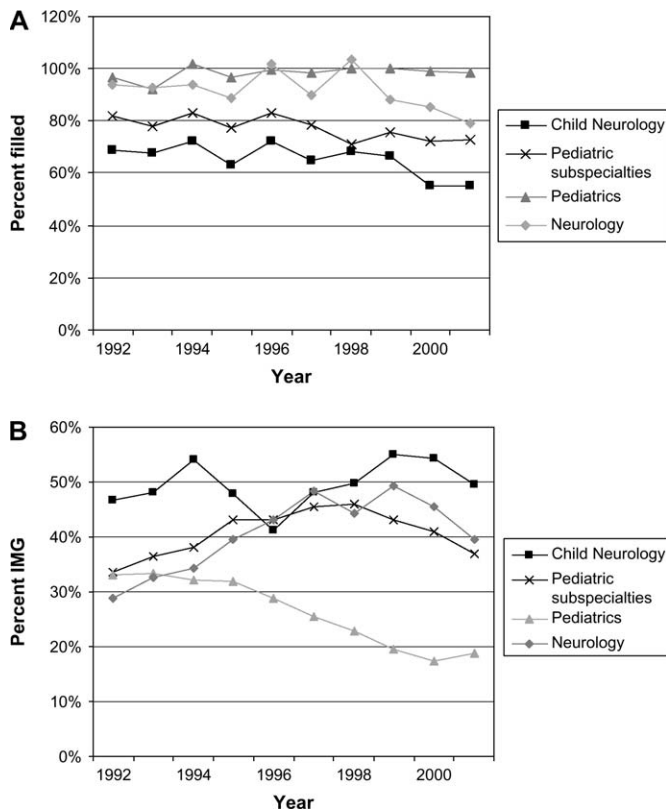 A
120%
100%
80%
60%
40%
20%
0%
Percent filled
1992
1994
1996
1998
2000
Year
Child Neurology
Pediatric
subspecialties
Pediatrics
Neurology
B
60%
50%
40%
30%
20%
10%
0%
Percent IMG
1992
1994
1996
1998
2000
Year
Child Neurology
Pediatric
subspecialties
Pediatrics
Neurology